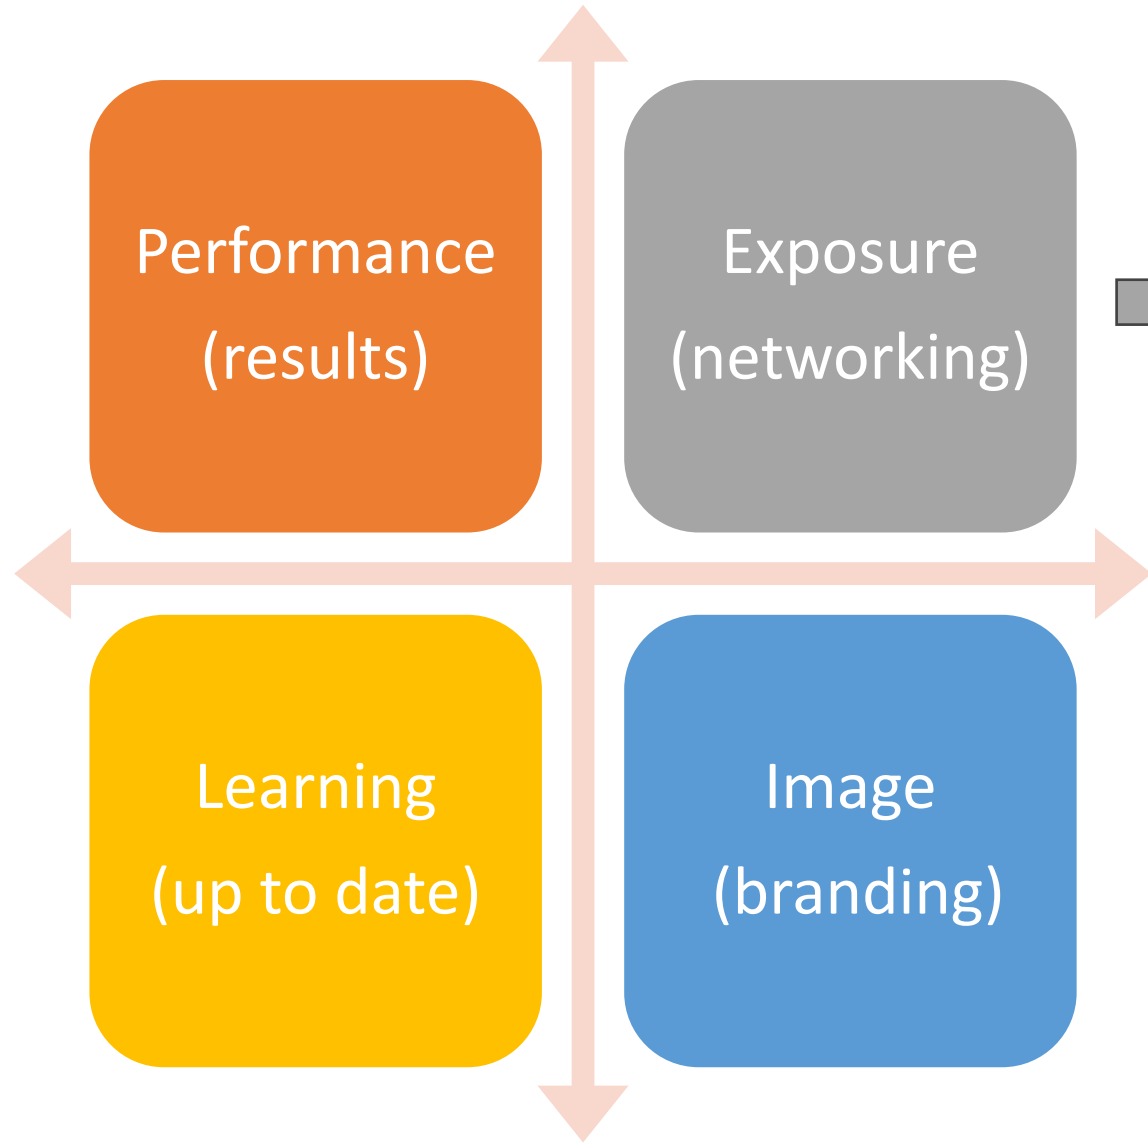 Performance
(results)
Exposure
(networking)
Learning
(up to date)
Image
(branding)